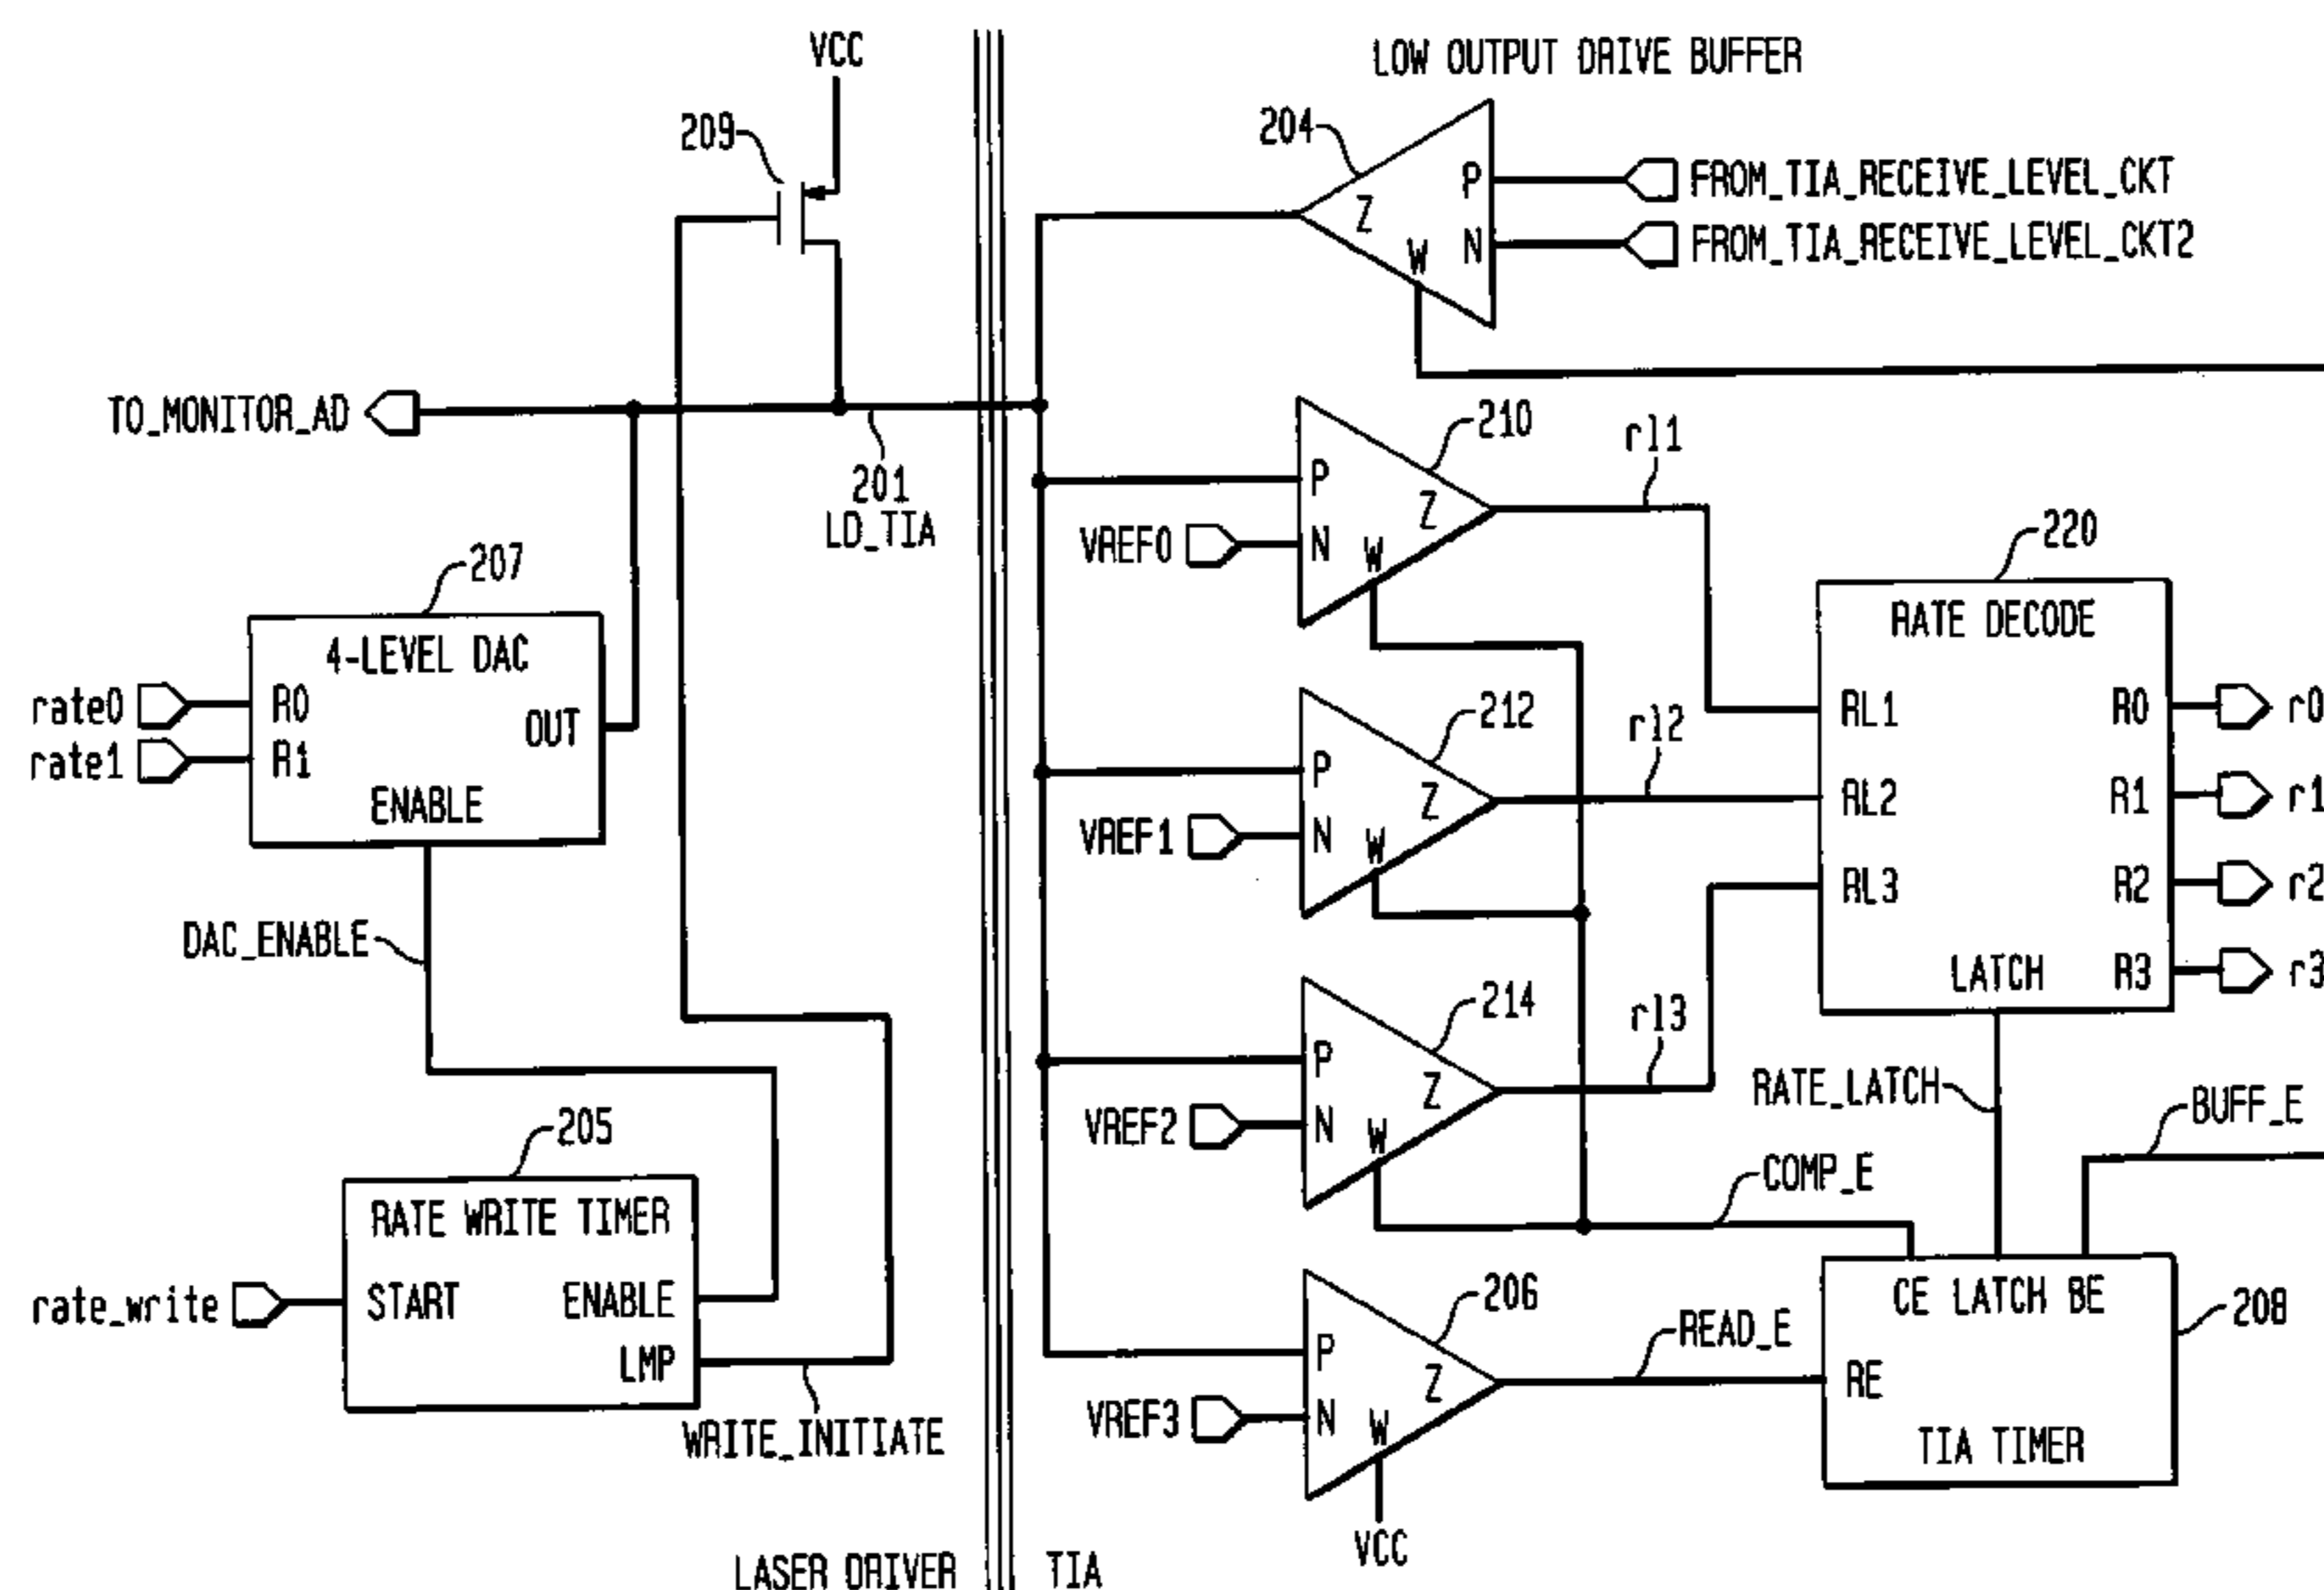 VCC
LOW OUTPUT DRIVE BUFFER
209
204
P
FROM_TIA_RECEIVE_LEVEL_CKT
Z
N
FROM_TIA_RECEIVE_LEVEL_CKT2
W
TO_MONITOR_AD
201
LD_TIA
210
rl1
P
Z
VREF0
N
W
207
4-LEVEL DAC
rate0
R0
OUT
rate1
R1
ENABLE
220
RATE DECODE
RL1
R0
r0
RL2
R1
r1
RL3
R2
r2
LATCH
R3
r3
212
rl2
P
Z
VREF1
N
W
DAC_ENABLE
214
rl3
P
Z
VREF2
N
W
RATE_LATCH
BUFF_E
COMP_E
205
RATE WRITE TIMER
rate_write
START
ENABLE
LMP
WRITE_INITIATE
206
READ_E
P
Z
VREF3
N
W
VCC
CE LATCH BE
208
RE
TIA TIMER
LASER DRIVER
TIA